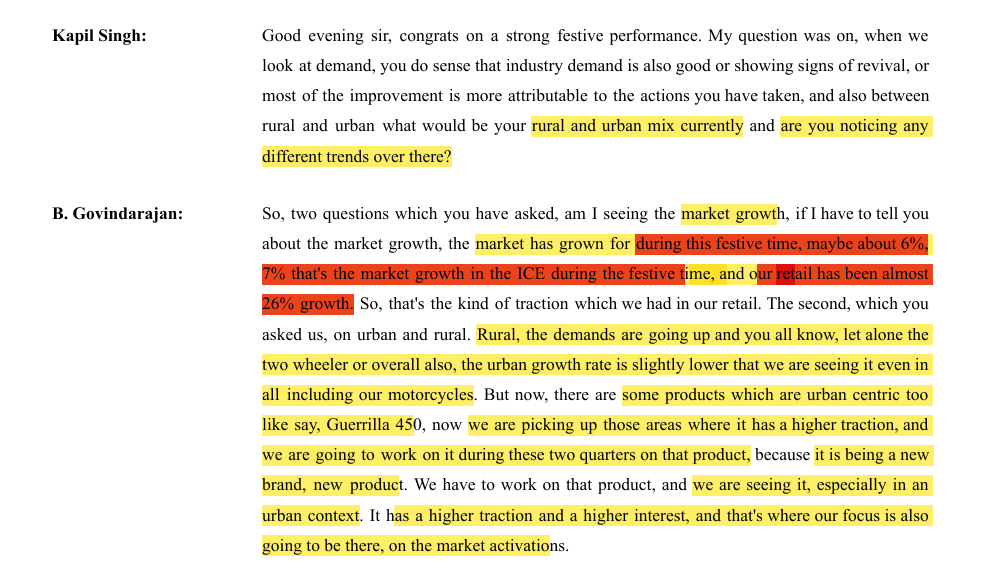 Kapil Singh: Good evening sir, congrats on a strong festive performance. My question was on, when we
look at demand, you do sense that industry demand is also good or showing signs of revival, or
most of the improvement is more attributable to the actions you have taken, and also between
rural and urban what would be your rural and urban mix currently and are you noticing any
different trends over there?
B. Govindarajan: So, two questions which you have asked, am I seeing the market growth, if I have to tell you
about the market growth, the market has grown for during this festive time, maybe about 6%,
7% that's the market growth in the ICE during the festive time, and our retail has been almost
26% growth. So, that's the kind of traction which we had in our retail. The second, which you
asked us, on urban and rural. Rural, the demands are going up and you all know, let alone the
two wheeler or overall also, the urban growth rate is slightly lower that we are seeing it even in
all including our motorcycles. But now, there are some products which are urban centric too
like say, Guerrilla 450, now we are picking up those areas where it has a higher traction, and
we are going to work on it during these two quarters on that product, because it is being a new
brand, new product. We have to work on that product, and we are seeing it, especially in an
urban context. It has a higher traction and a higher interest, and that's where our focus is also
going to be there, on the market activations.